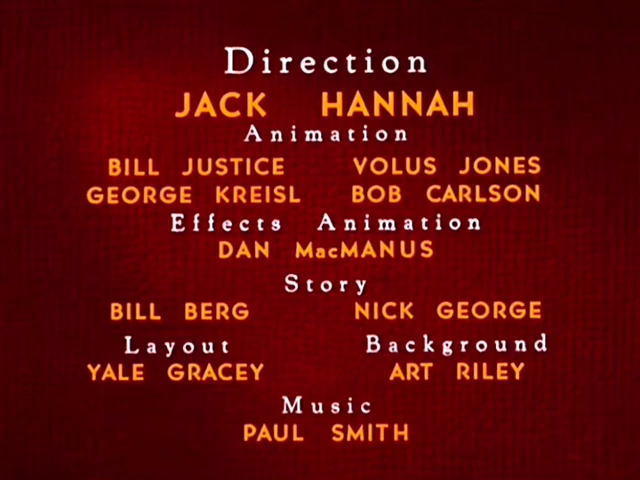 Direction
JACK HANNAH
Animation
BILL JUSTICE VOLUS JONES
GEORGE KREISL BOB CARLSON
Effects Animation
DAN MacMANUS
Story
BILL BERG NICK GEORGE
Layout Background
YALE GRACEY ART RILEY
Music
PAUL SMITH